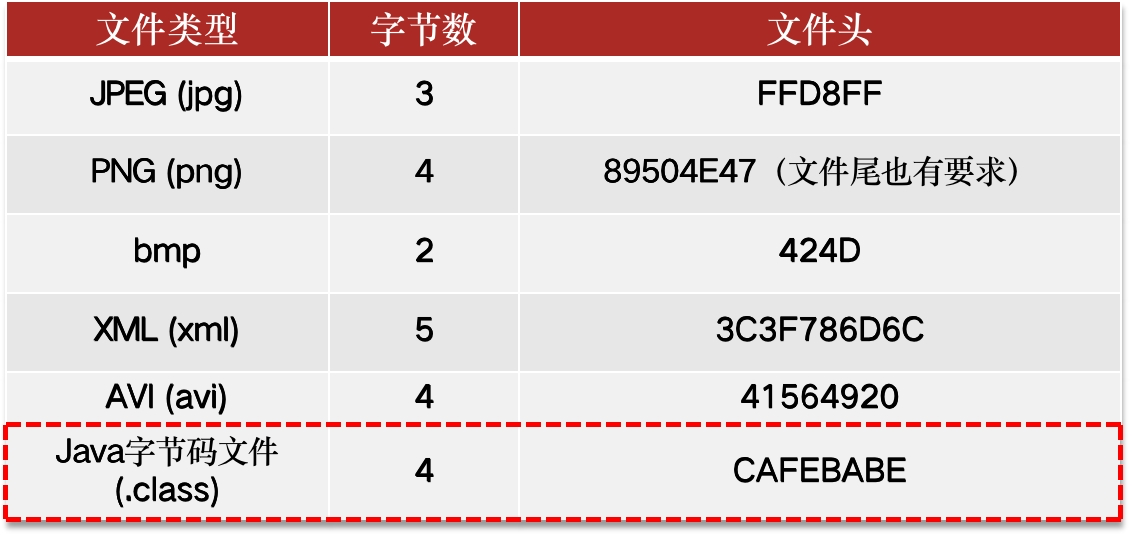 文件类型 字节数 文件头
JPEG (jpg) 3 FFD8FF
PNG (png) 4 89504E47（文件尾也有要求）
bmp 2 424D
XML (xml) 5 3C3F786D6C
AVI (avi) 4 41564920
Java字节码文件
(.class) 4 CAFEBABE